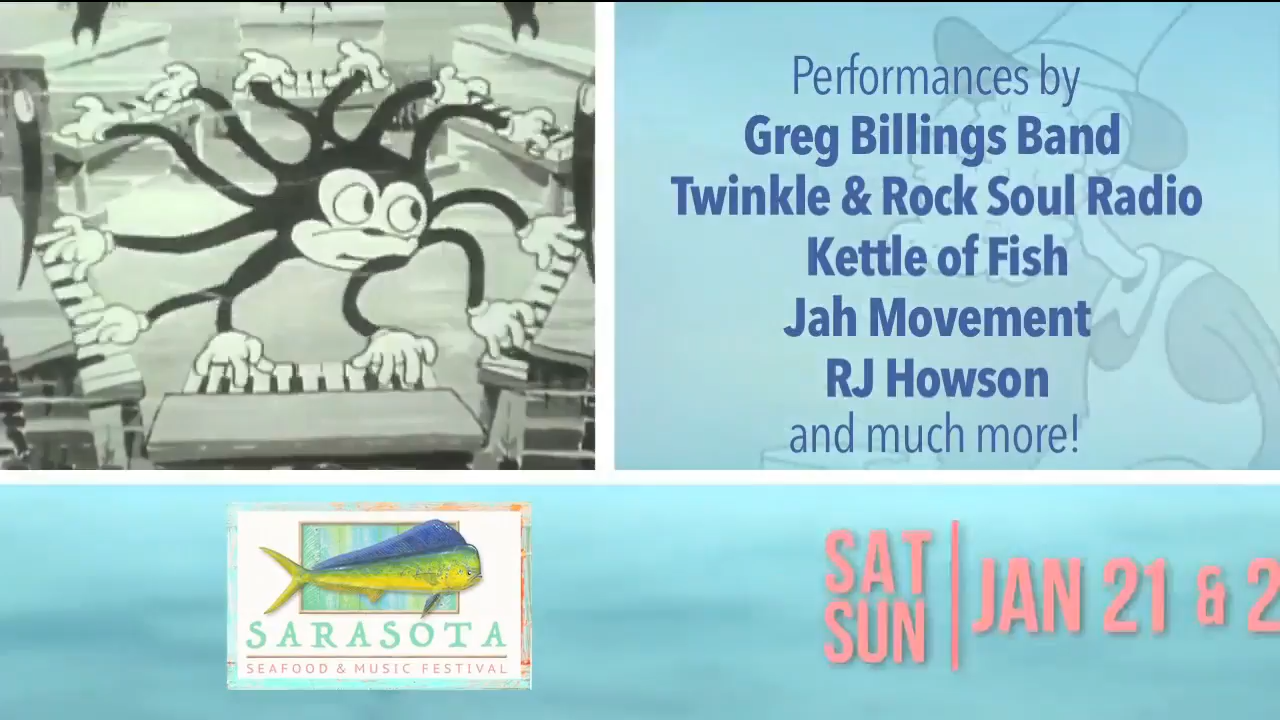 Performances by
Greg Billings Band
Twinkle & Rock Soul Radio
Kettle of Fish
Jah Movement
RJ Howson
and much more!
SARASOTA
SEAFOOD & MUSIC FESTIVAL
SAT
SUN
JAN 21 & 2